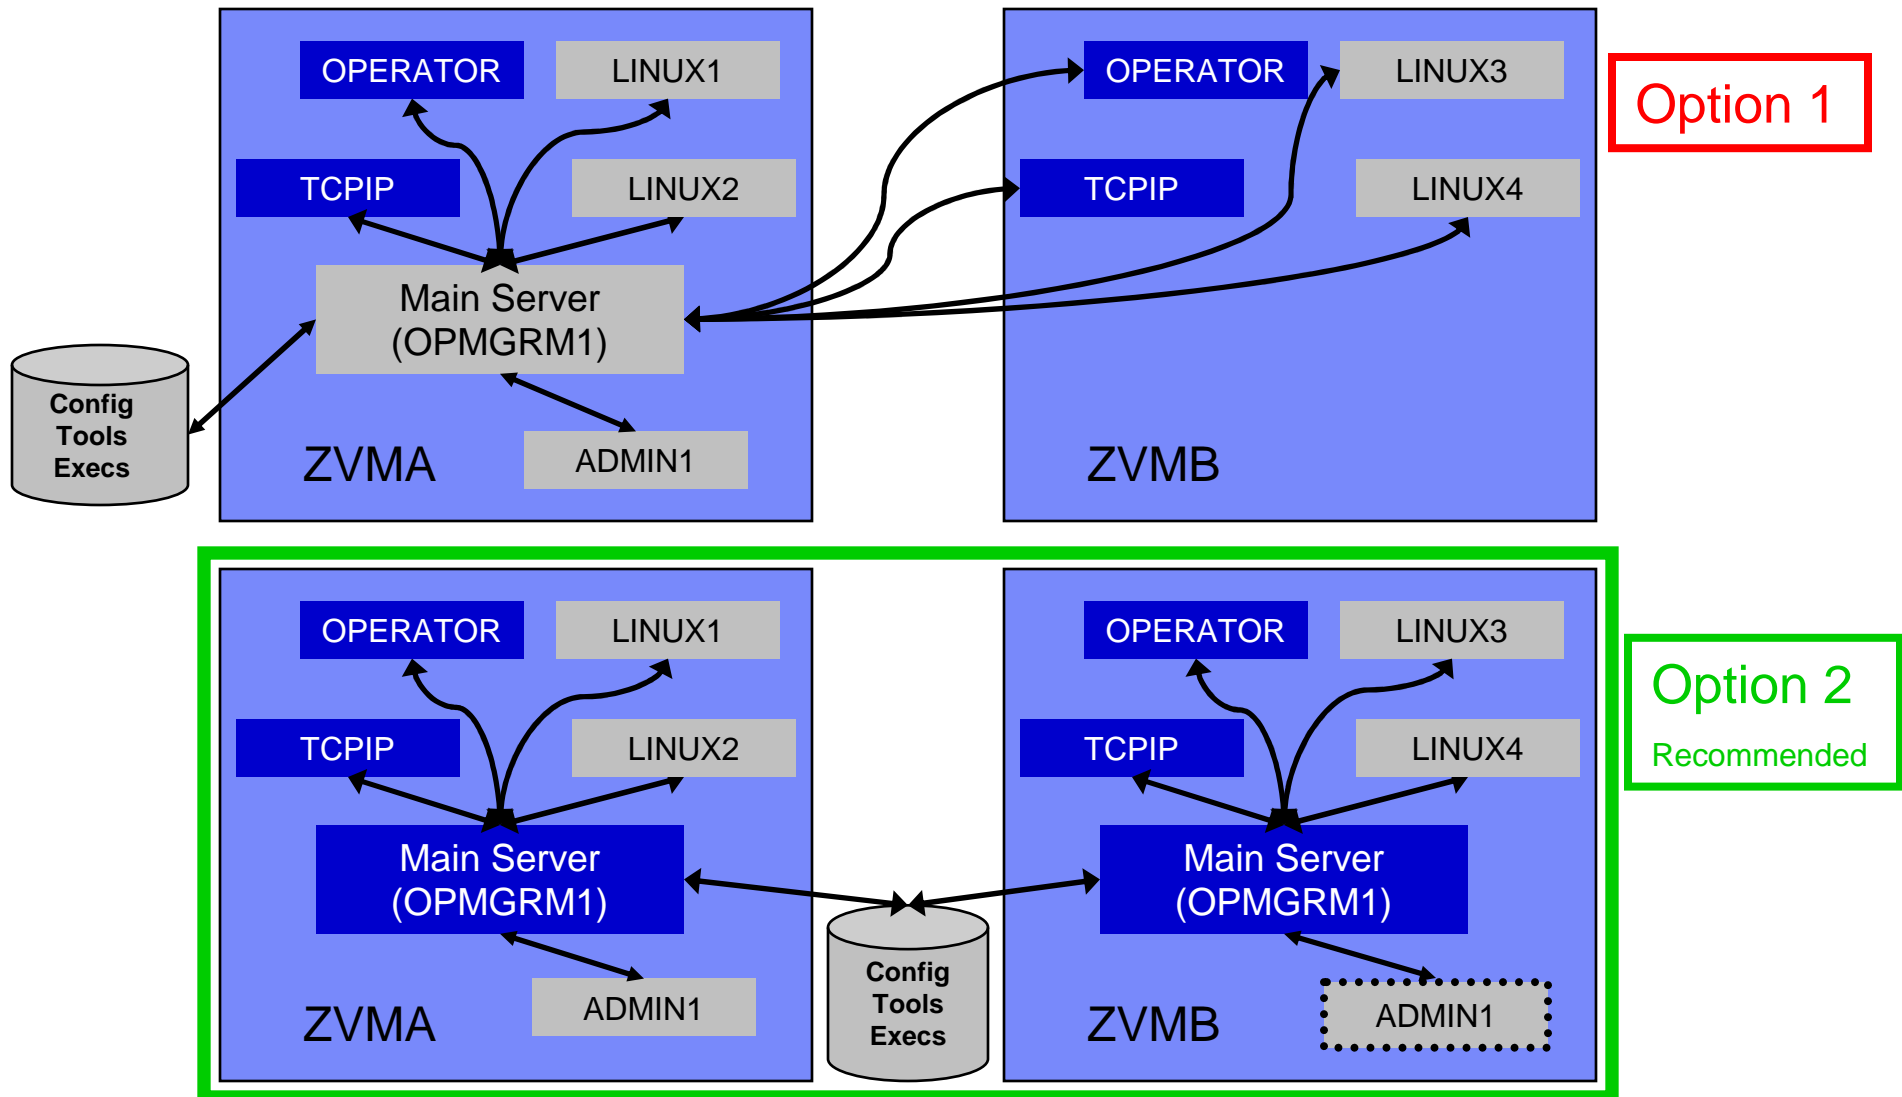 OPERATOR
LINUX1
TCPIP
LINUX2
Main Server
(OPMGRM1)
Config
Tools
Execs
ZVMA
ADMIN1
OPERATOR
LINUX3
TCPIP
LINUX4
ZVMB
Option 1
OPERATOR
LINUX1
TCPIP
LINUX2
Main Server
(OPMGRM1)
ZVMA
ADMIN1
Config
Tools
Execs
OPERATOR
LINUX3
TCPIP
LINUX4
Main Server
(OPMGRM1)
ZVMB
ADMIN1
Option 2
Recommended